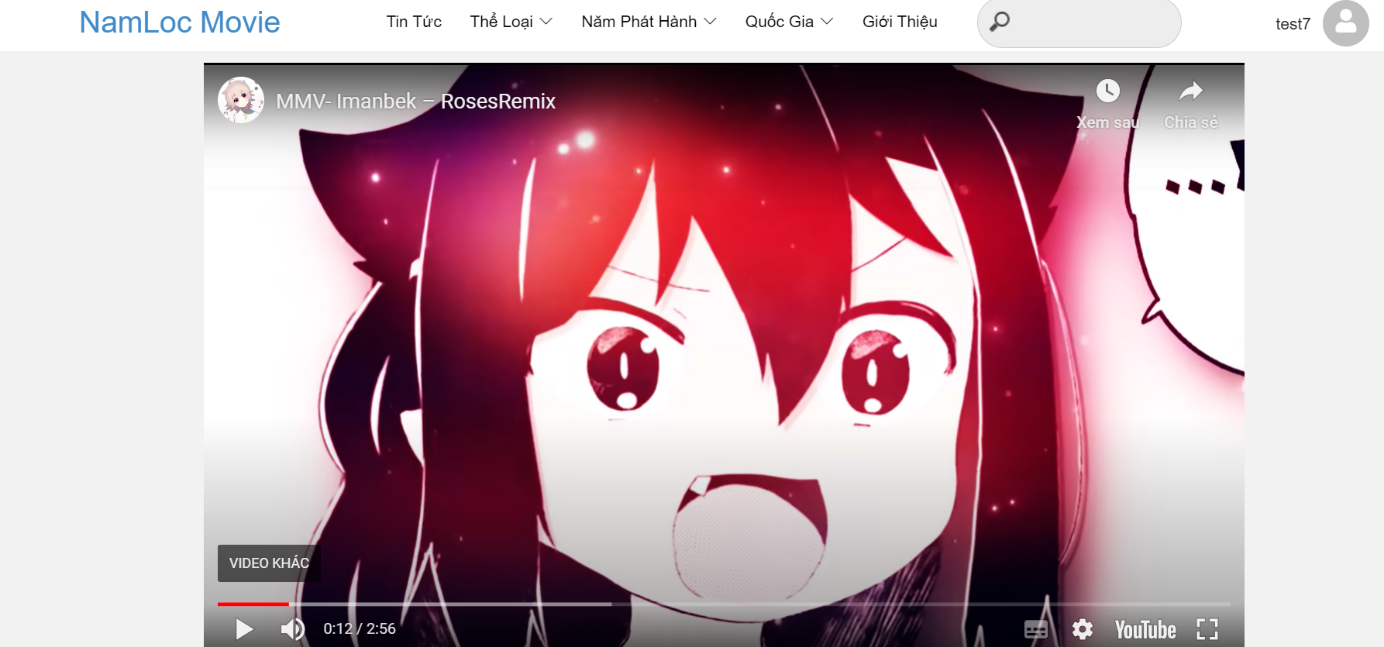 NamLoc Movie
Tin Tức
Thể Loại
Năm Phát Hành
Quốc Gia
Giới Thiệu
test7
MMV- Imanbek – RosesRemix
Xem sau
Chia sẻ
....
VIDEO KHÁC
0:12 / 2:56
YouTube